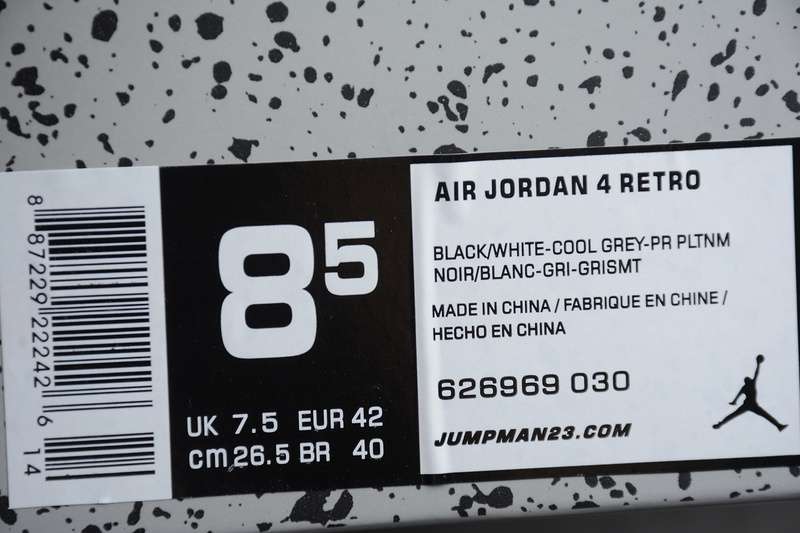 8 87229 22242 6 14
8 5
UK 7.5 EUR 42
CM 26.5 BR 40
AIR JORDAN 4 RETRO
BLACK/WHITE-COOL GREY-PR PLTNM
NOIR/BLANC-GRI-GRISMT
MADE IN CHINA / FABRIQUE EN CHINE /
HECHO EN CHINA
626969 030
JUMPMAN23.COM